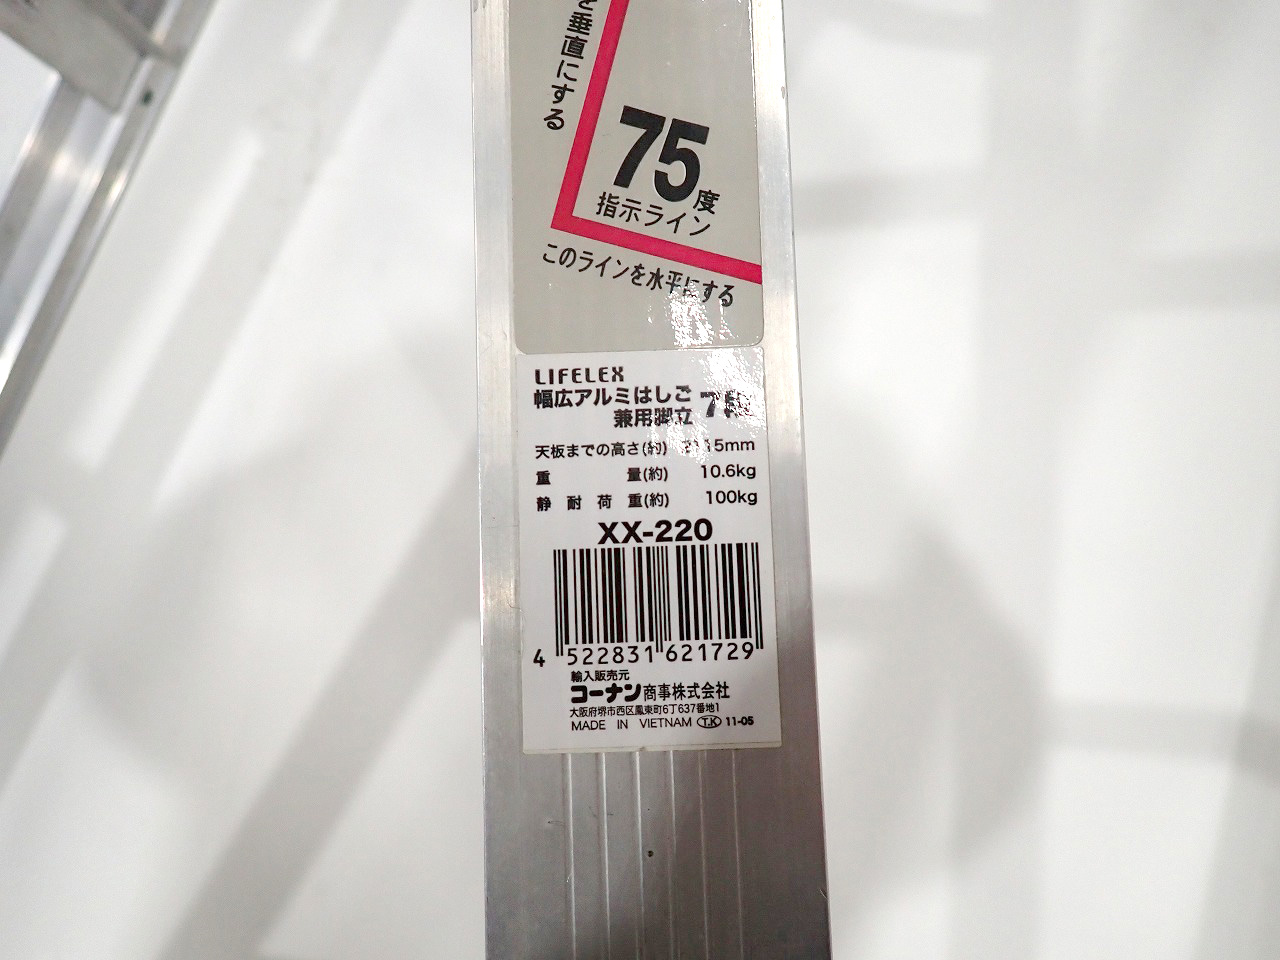 を垂直にする
75度
指示ライン
このラインを水平にする
LIFELEX
幅広アルミはしご
兼用脚立 7段
天板までの高さ(約)
重量(約) 10.6kg
静耐荷重(約) 100kg
XX-220
4 522831 621729
輸入販売元
コーナン商事株式会社
大阪府堺市西区鳳東町6丁637番地1
MADE IN VIETNAM T.K 11-05